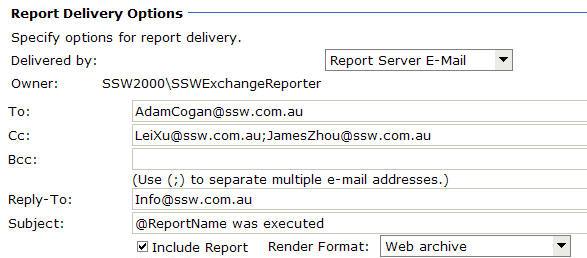 Report Delivery Options
Specify options for report delivery.
Delivered by: Report Server E-Mail
Owner: SSW2000\SSWExchangeReporter
To: AdamCogan@ssw.com.au
Cc: LeiXu@ssw.com.au;JamesZhou@ssw.com.au
Bcc:
(Use (;) to separate multiple e-mail addresses.)
Reply-To: Info@ssw.com.au
Subject: @ReportName was executed
Include Report Render Format: Web archive